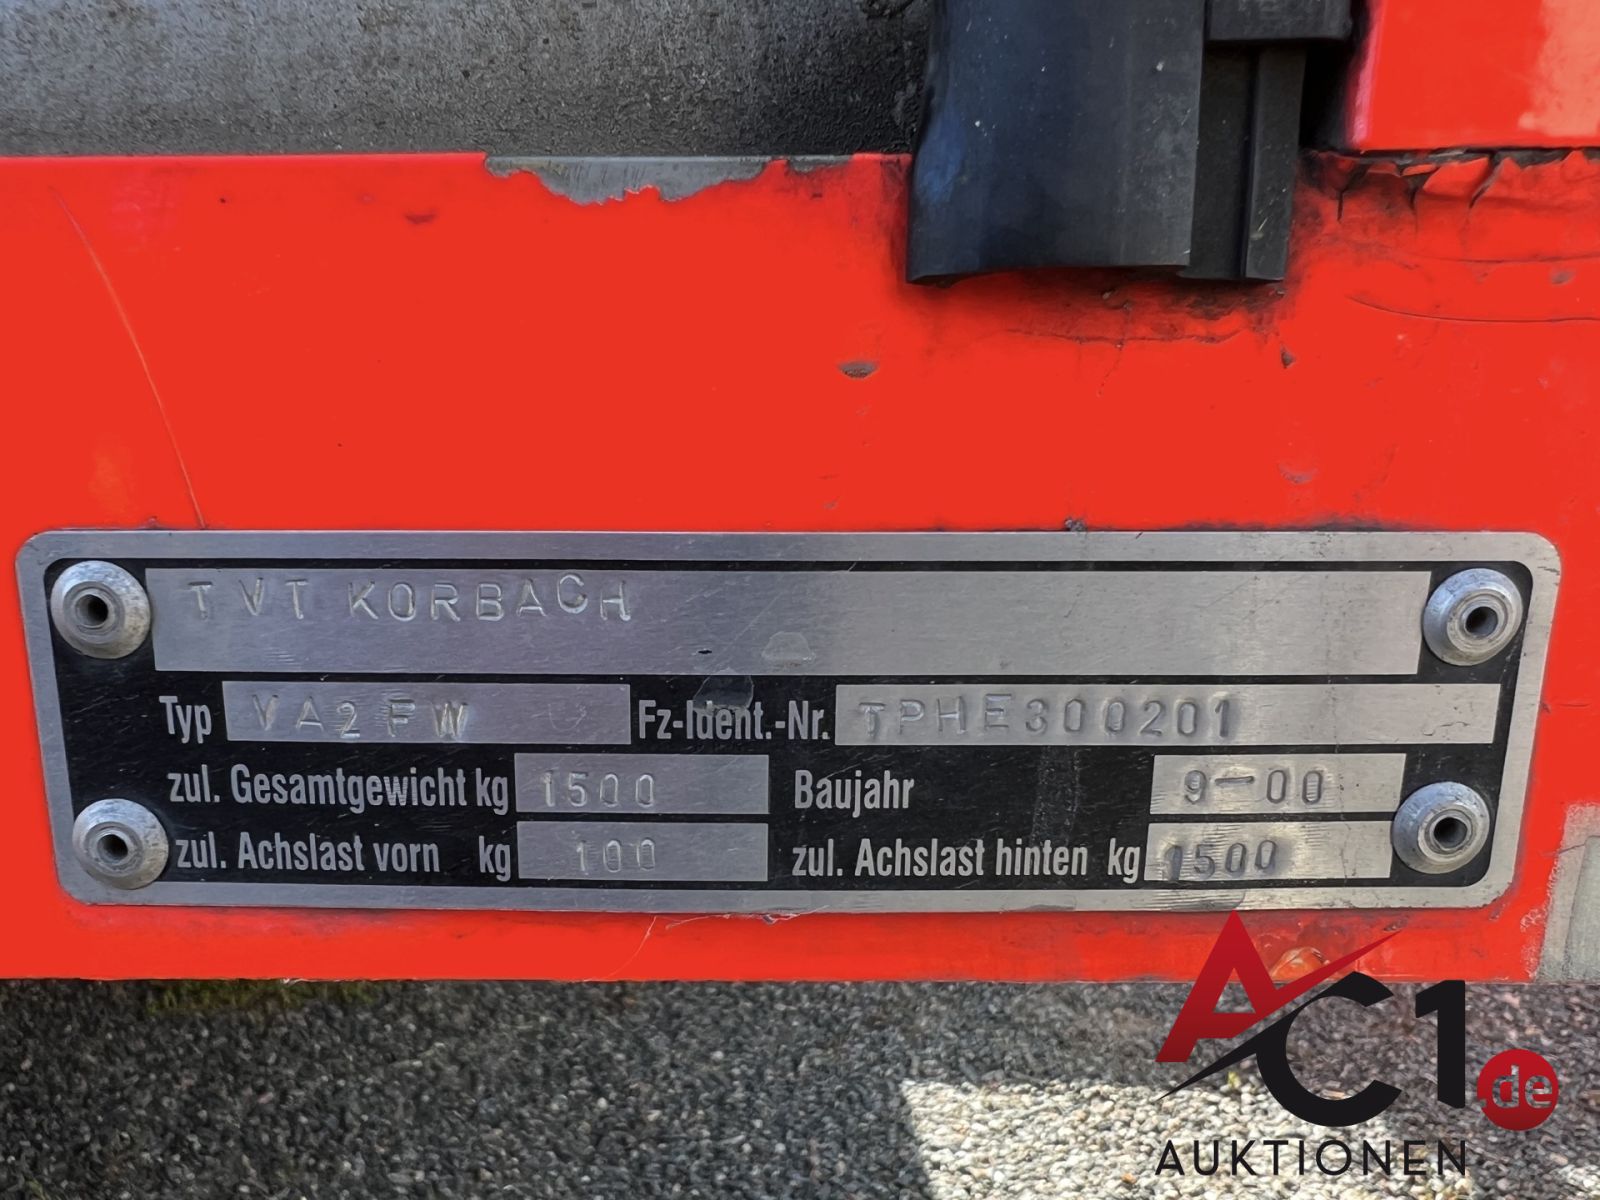 TVT KORBACH
Typ VA2FW Fz-Ident.-Nr. TPHE300201
zul. Gesamtgewicht kg 1500 Baujahr 9-00
zul. Achslast vorn kg 100 zul. Achslast hinten kg 1500
AC1.de
AUKTIONEN